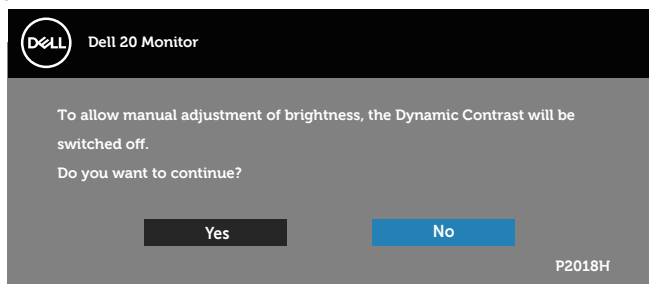 DELL
Dell 20 Monitor
To allow manual adjustment of brightness, the Dynamic Contrast will be
switched off.
Do you want to continue?
Yes No
P2018H